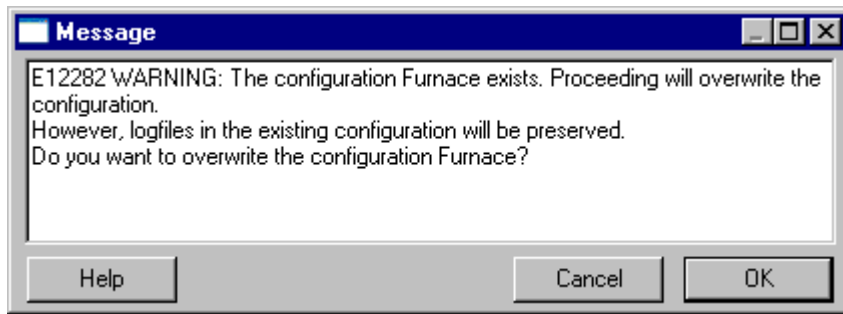 Message
E12282 WARNING: The configuration Furnace exists. Proceeding will overwrite the
configuration.
However, logfiles in the existing configuration will be preserved.
Do you want to overwrite the configuration Furnace?
Help Cancel OK